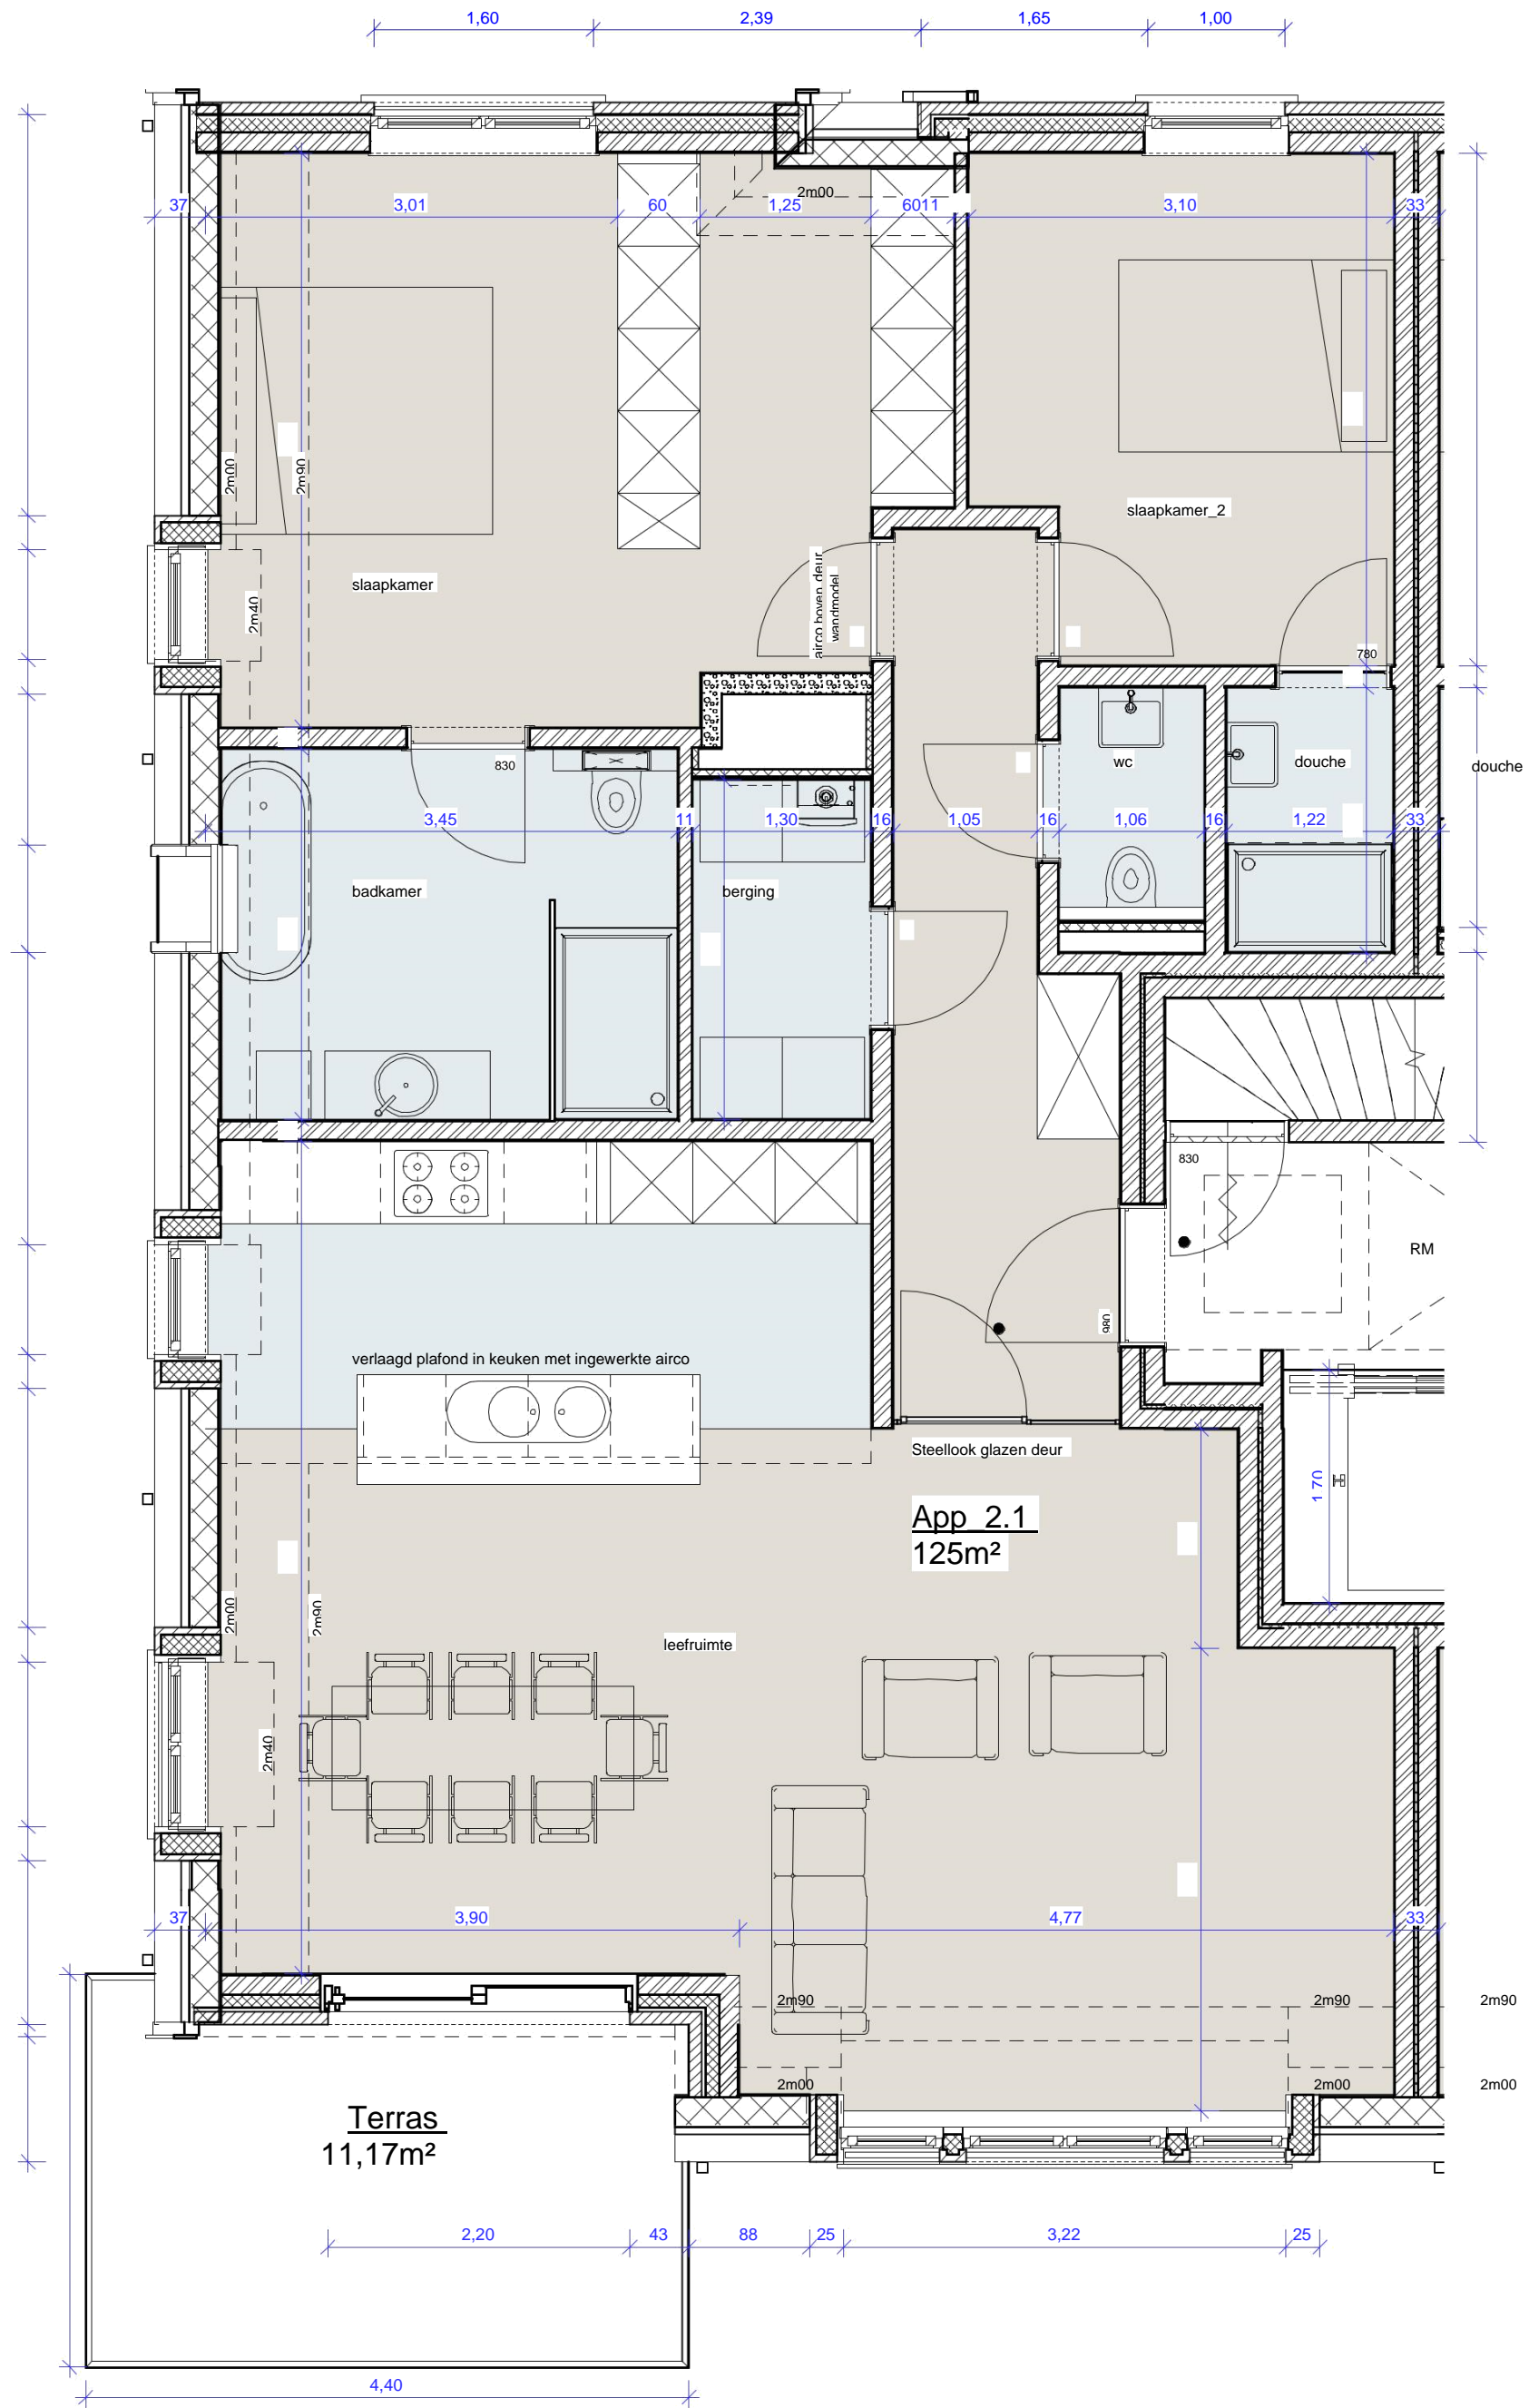 1,60
2,39
1,65
1,00
2m00
37
3,01
60
1,25
6011
3,10
33
2m00
2m90
slaapkamer_2
airco boven deur
wandmodel
slaapkamer
2m40
780
830
wc
douche
douche
3,45
11
1,30
16
1,05
16
1,06
16
1,22
33
badkamer
berging
830
RM
980
verlaagd plafond in keuken met ingewerkte airco
Steellook glazen deur
1 70
App_2.1
125m²
2m00
2m90
leefruimte
2m40
37
3,90
4,77
33
2m90
2m90
2m90
2m00
2m00
2m00
Terras
11,17m²
2,20
43
88
25
3,22
25
4,40